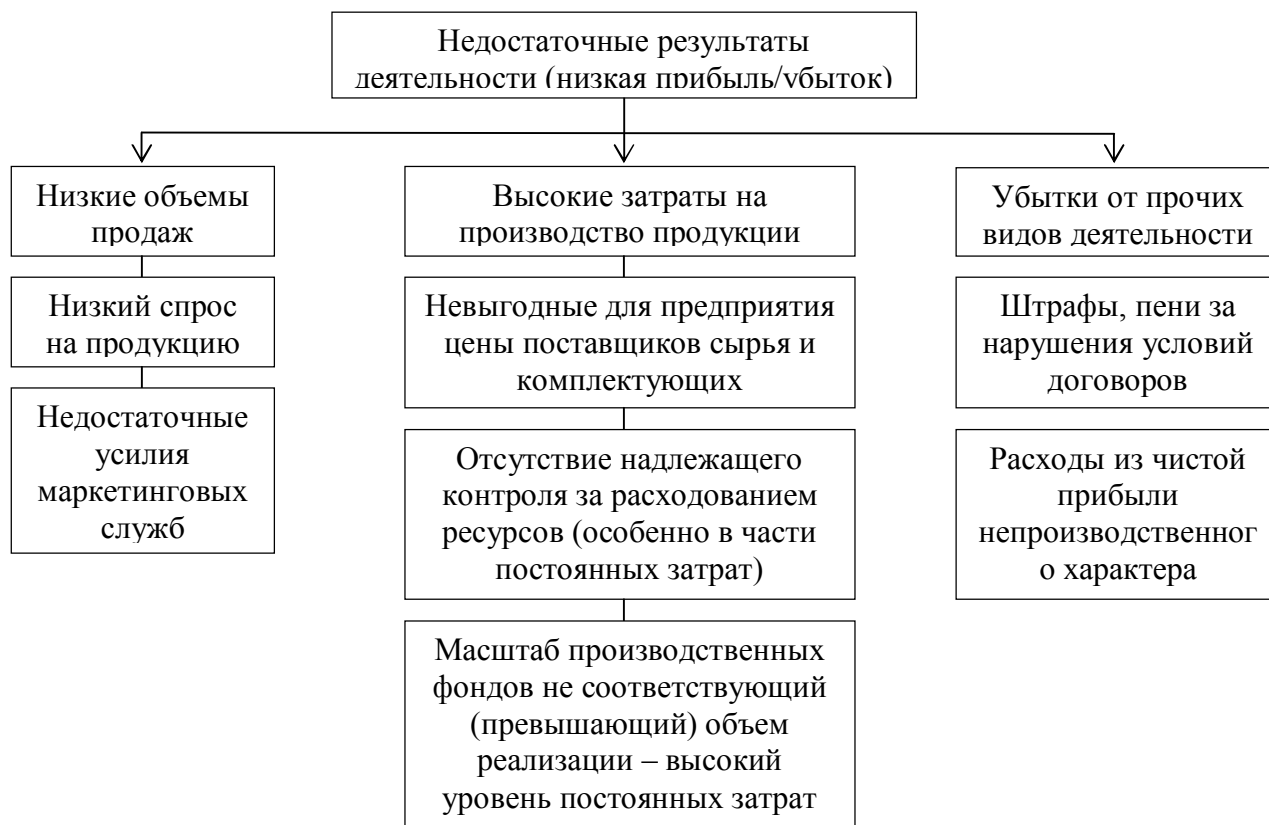 Недостаточные результаты
деятельности (низкая прибыль/убыток)
Низкие объемы
продаж
Низкий спрос
на продукцию
Недостаточные
усилия
маркетинговых
служб
Высокие затраты на
производство продукции
Невыгодные для предприятия
цены поставщиков сырья и
комплектующих
Отсутствие надлежащего
контроля за расходованием
ресурсов (особенно в части
постоянных затрат)
Масштаб производственных
фондов не соответствующий
(превышающий) объем
реализации – высокий
уровень постоянных затрат
Убытки от прочих
видов деятельности
Штрафы, пени за
нарушения условий
договоров
Расходы из чистой
прибыли
непроизводственног
о характера